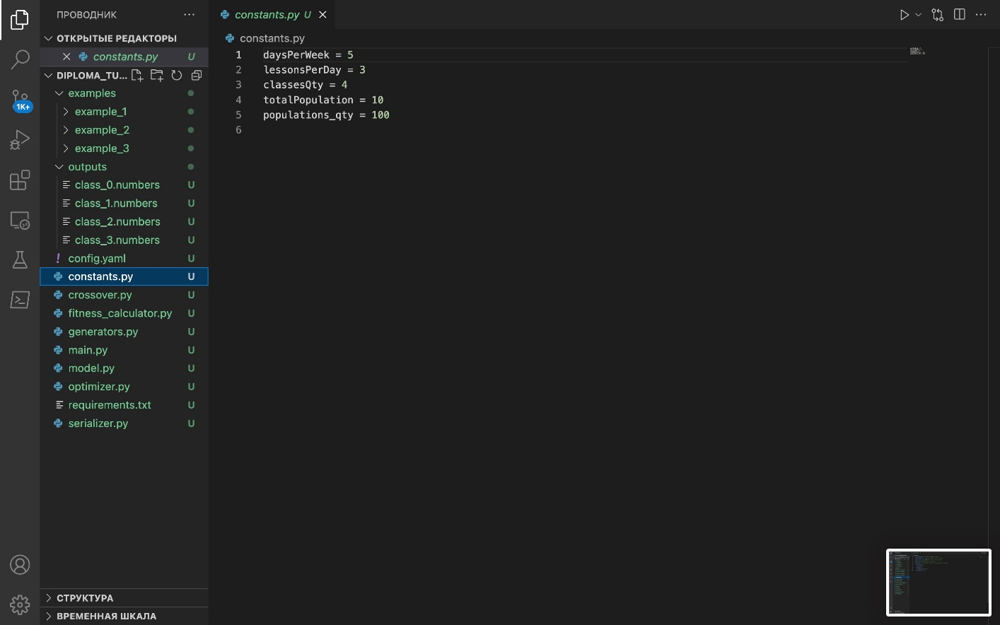 ПРОВОДНИК
ОТКРЫТЫЕ РЕДАКТОРЫ
constants.py U
DIPLOMA_TU...
examples
example_1
example_2
example_3
outputs
class_0.numbers U
class_1.numbers U
class_2.numbers U
class_3.numbers U
config.yaml U
constants.py U
crossover.py U
fitness_calculator.py U
generators.py U
main.py U
model.py U
optimizer.py U
requirements.txt U
serializer.py U
СТРУКТУРА
ВРЕМЕННАЯ ШКАЛА
1K+
constants.py U
constants.py
1 daysPerWeek = 5
2 lessonsPerDay = 3
3 classesQty = 4
4 totalPopulation = 10
5 populations_qty = 100
6